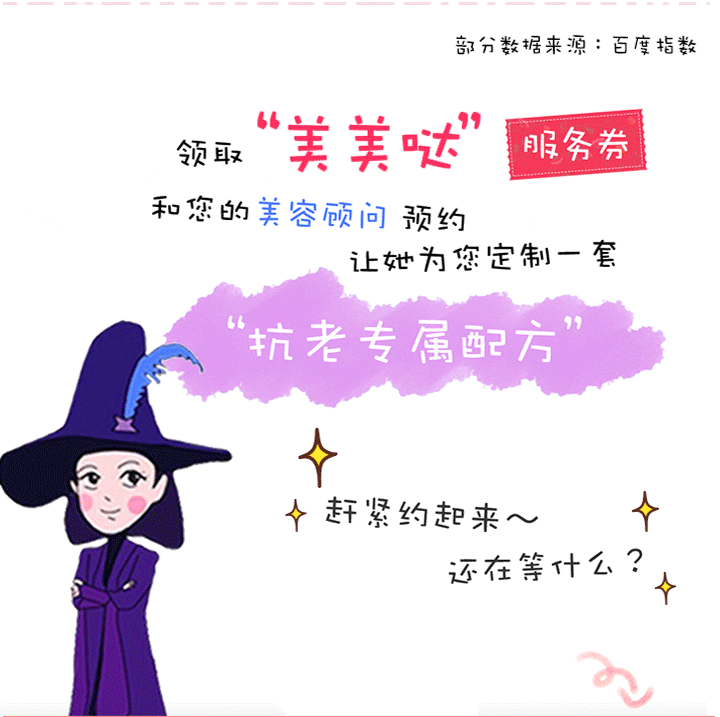 部分数据来源：百度指数
领取“美美哒” 服务券
和您的美容顾问 预约
让她为您定制一套
“抗老专属配方”
赶紧约起来～
还在等什么？